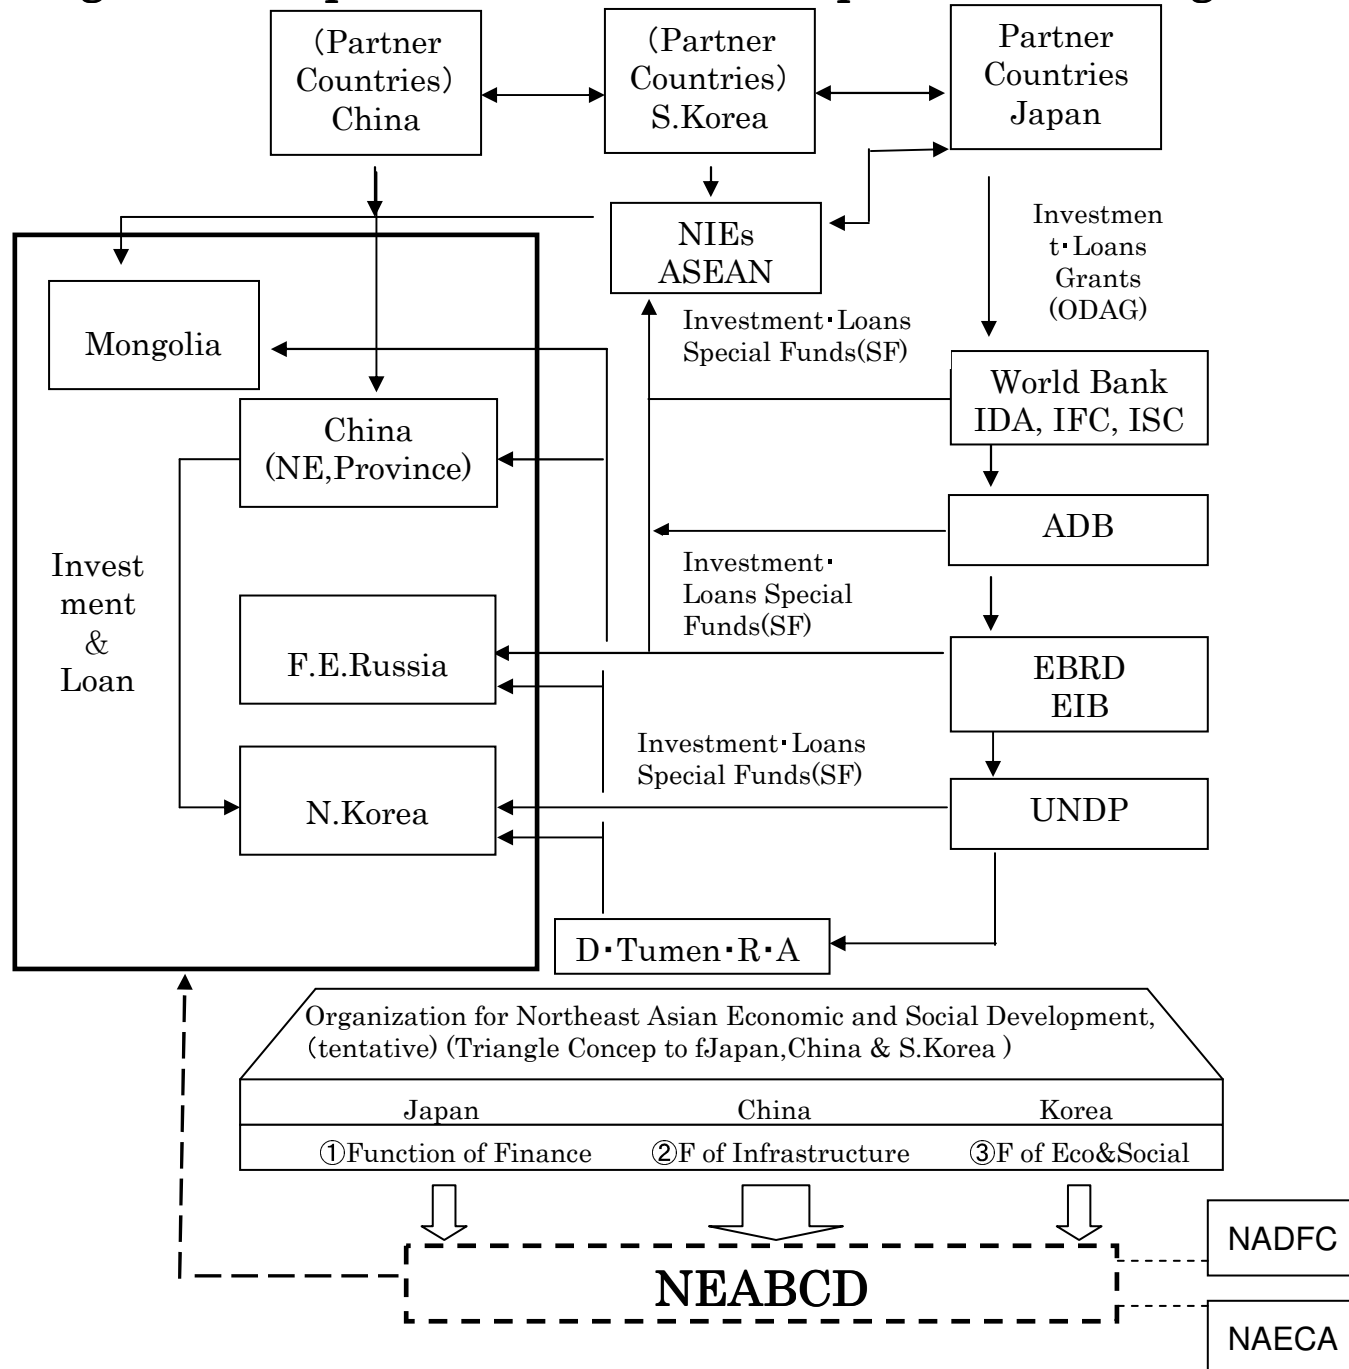 (Partner
Countries)
China
(Partner
Countries)
S.Korea
Partner
Countries
Japan
NIEs
ASEAN
Investmen
t･Loans
Grants
(ODAG)
Mongolia
Investment･Loans
Special Funds(SF)
World Bank
IDA, IFC, ISC
China
(NE,Province)
ADB
Invest
ment
&
Loan
Investment･
Loans Special
Funds(SF)
F.E.Russia
EBRD
EIB
Investment･Loans
Special Funds(SF)
N.Korea
UNDP
D･Tumen･R･A
Organization for Northeast Asian Economic and Social Development,
(tentative) (Triangle Concep to fJapan,China & S.Korea )
Japan China Korea
①Function of Finance ②F of Infrastructure ③F of Eco&Social
NADFC
NEABCD
NAECA